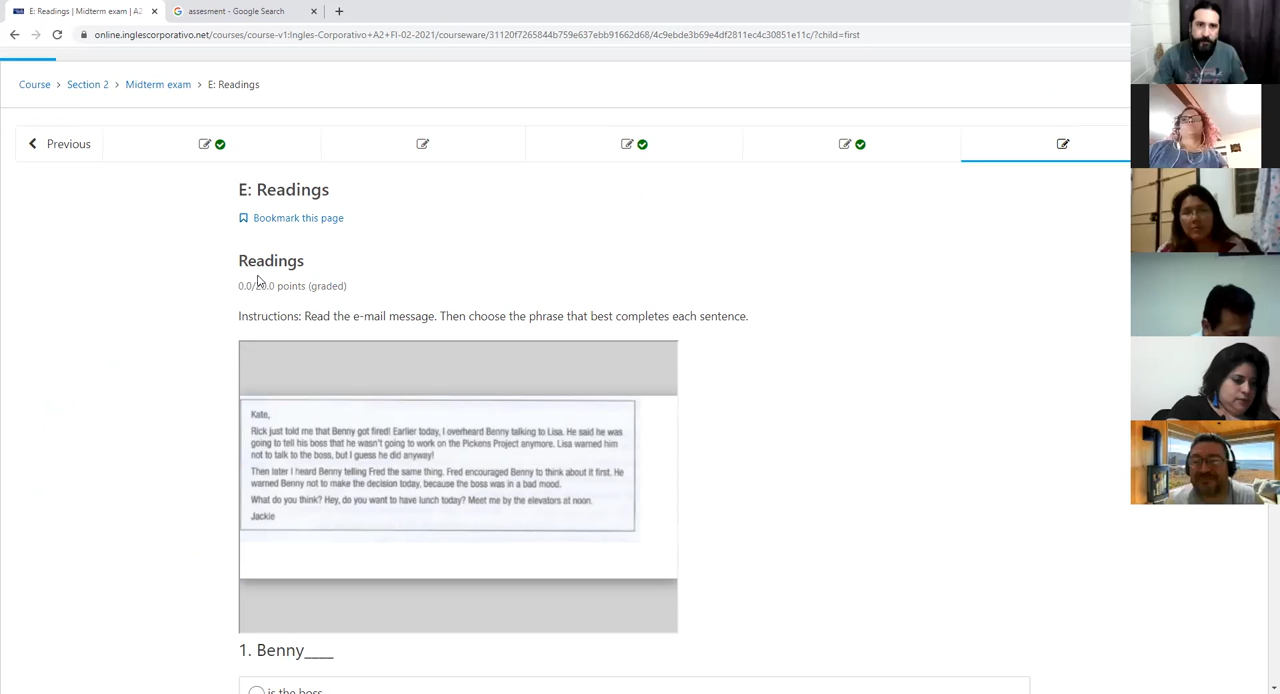 E: Readings | Midterm exam | A2
assesment - Google Search
online.inglescorporativo.net/courses/course-v1:Ingles-Corporativo+A2+FI-02-2021/courseware/31120f7265844b759e637ebb91662d68/4c9ebde3b69e4df2811ec4c30851e11c/?child=first
Course > Section 2 > Midterm exam > E: Readings
Previous
E: Readings
Bookmark this page
Readings
0.0/20.0 points (graded)
Instructions: Read the e-mail message. Then choose the phrase that best completes each sentence.
Kate,
Rick just told me that Benny got fired! Earlier today, I overheard Benny talking to Lisa. He said he was
going to tell his boss that he wasn't going to work on the Pickens Project anymore. Lisa warned him
not to talk to the boss, but I guess he did anyway!
Then later I heard Benny telling Fred the same thing. Fred encouraged Benny to think about it first. He
warned Benny not to make the decision today, because the boss was in a bad mood.
What do you think? Hey, do you want to have lunch today? Meet me by the elevators at noon.
Jackie
1. Benny____
is the boss